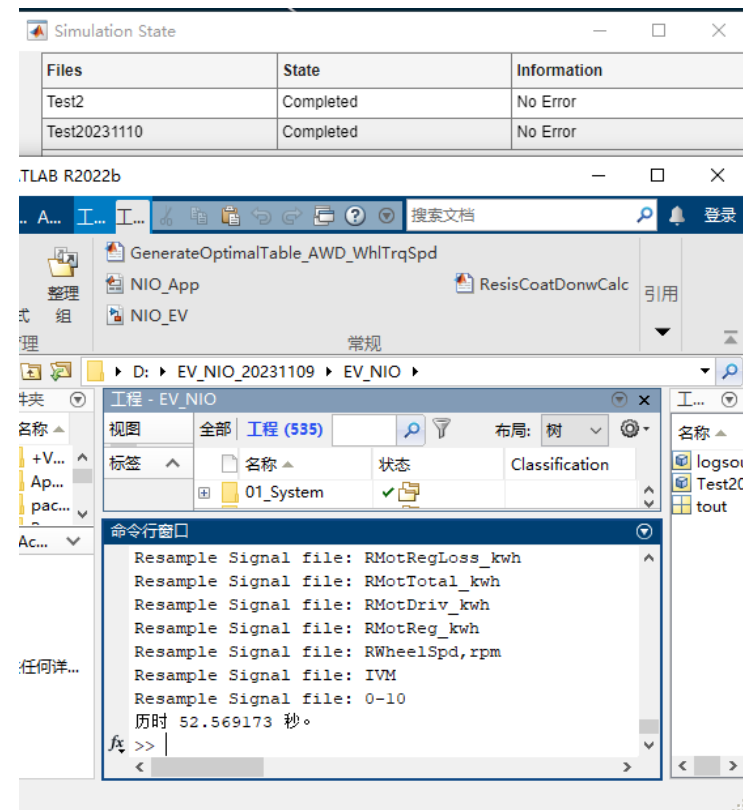 Simulation State
Files State Information
Test2 Completed No Error
Test20231110 Completed No Error
TLAB R2022b
A... 工... 工... 搜索文档 登录
GenerateOptimalTable_AWD_WhlTrqSpd
整理 NIO_App ResisCoatDonwCalc 引用
式 组 NIO_EV
理 常规
D: EV_NIO_20231109 EV_NIO
件夹 工程 - EV_NIO 工...
名称 视图 全部 工程 (535) 布局: 树 名称
+V... 标签 名称 状态 Classification logsou
Ap... 01_System Test20
pac... tout
命令行窗口
Ac... Resample Signal file: RMotRegLoss_kwh
Resample Signal file: RMotTotal_kwh
Resample Signal file: RMotDriv_kwh
Resample Signal file: RMotReg_kwh
任何详... Resample Signal file: RWheelSpd,rpm
Resample Signal file: IVM
Resample Signal file: 0-10
历时 52.569173 秒。
fx >>